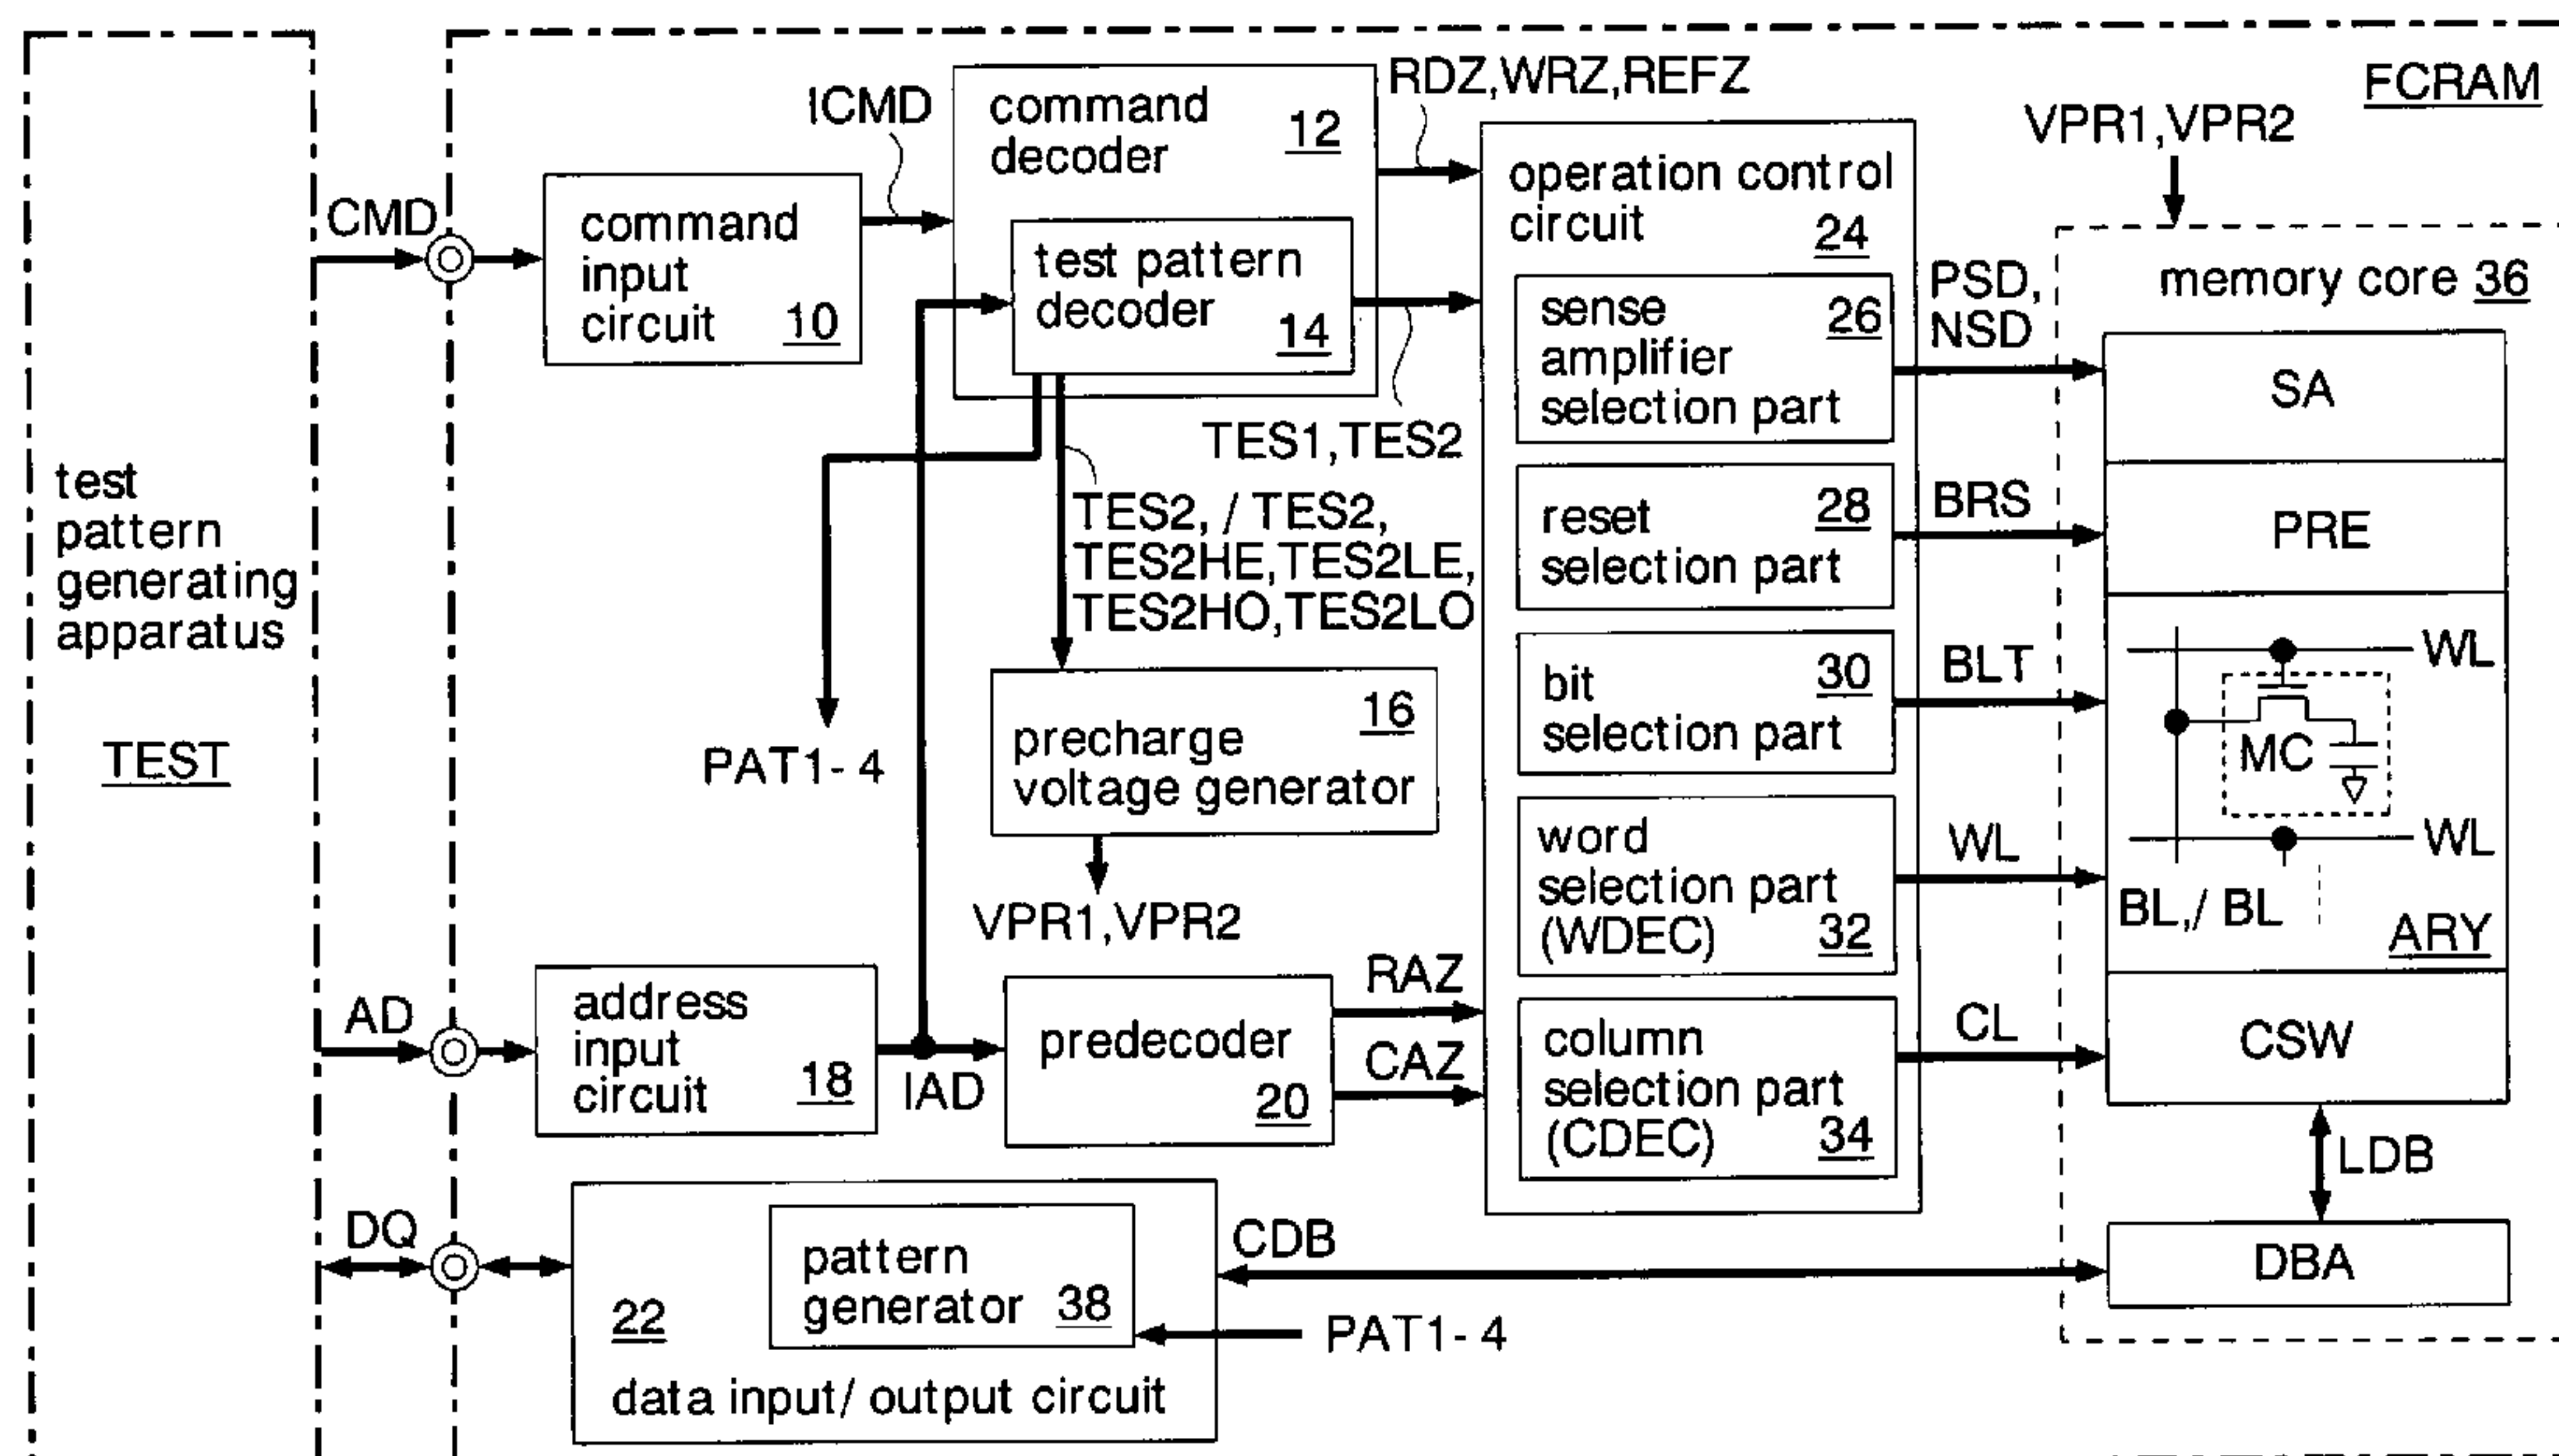 FCRAM
test
pattern
generating
apparatus
TEST
CMD
AD
DQ
command
input
circuit 10
ICMD
command
decoder 12
test pattern
decoder 14
RDZ,WRZ,REFZ
TES1,TES2
TES2, / TES2,
TES2HE,TES2LE,
TES2HO,TES2LO
PAT1-4
precharge 16
voltage generator
VPR1,VPR2
address
input
circuit 18
IAD
predecoder
20
RAZ
CAZ
pattern
generator 38
22
data input/ output circuit
CDB
PAT1-4
operation control
circuit 24
sense 26
amplifier
selection part
reset 28
selection part
bit 30
selection part
word
selection part
(WDEC) 32
column
selection part
(CDEC) 34
PSD,
NSD
BRS
BLT
WL
CL
VPR1,VPR2
memory core 36
SA
PRE
WL
MC
WL
BL,/ BL
ARY
CSW
LDB
DBA